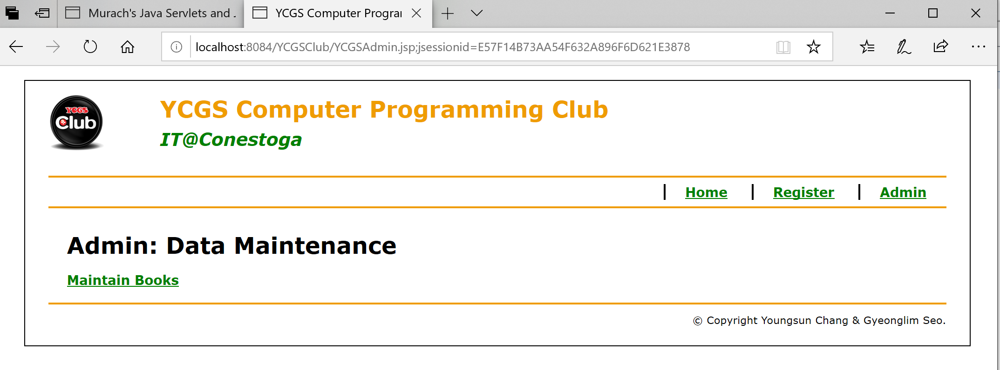 Murach's Java Servlets and
YCGS Computer Progra
localhost:8084/YCGSClub/YCGSAdmin.jsp;jsessionid=E57F14B73AA54F632A896F6D621E3878
YCGS
Club
YCGS Computer Programming Club
IT@Conestoga
Home Register Admin
Admin: Data Maintenance
Maintain Books
© Copyright Youngsun Chang & Gyeonglim Seo.